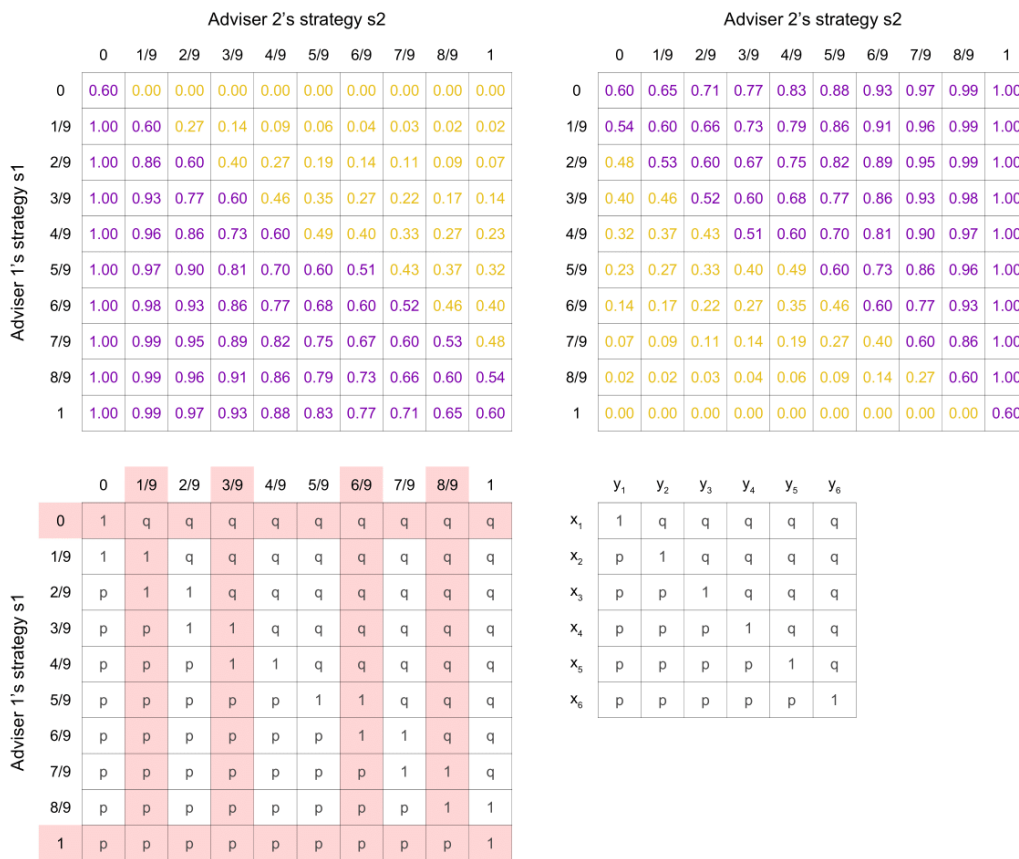 Adviser 2's strategy s2
0 1/9 2/9 3/9 4/9 5/9 6/9 7/9 8/9 1
Adviser 1's strategy s1
0 0.60 0.00 0.00 0.00 0.00 0.00 0.00 0.00 0.00 0.00
1/9 1.00 0.60 0.27 0.14 0.09 0.06 0.04 0.03 0.02 0.02
2/9 1.00 0.86 0.60 0.40 0.27 0.19 0.14 0.11 0.09 0.07
3/9 1.00 0.93 0.77 0.60 0.46 0.35 0.27 0.22 0.17 0.14
4/9 1.00 0.96 0.86 0.73 0.60 0.49 0.40 0.33 0.27 0.23
5/9 1.00 0.97 0.90 0.81 0.70 0.60 0.51 0.43 0.37 0.32
6/9 1.00 0.98 0.93 0.86 0.77 0.68 0.60 0.52 0.46 0.40
7/9 1.00 0.99 0.95 0.89 0.82 0.75 0.67 0.60 0.53 0.48
8/9 1.00 0.99 0.96 0.91 0.86 0.79 0.73 0.66 0.60 0.54
1 1.00 0.99 0.97 0.93 0.88 0.83 0.77 0.71 0.65 0.60
Adviser 2's strategy s2
0 1/9 2/9 3/9 4/9 5/9 6/9 7/9 8/9 1
0 0.60 0.65 0.71 0.77 0.83 0.88 0.93 0.97 0.99 1.00
1/9 0.54 0.60 0.66 0.73 0.79 0.86 0.91 0.96 0.99 1.00
2/9 0.48 0.53 0.60 0.67 0.75 0.82 0.89 0.95 0.99 1.00
3/9 0.40 0.46 0.52 0.60 0.68 0.77 0.86 0.93 0.98 1.00
4/9 0.32 0.37 0.43 0.51 0.60 0.70 0.81 0.90 0.97 1.00
5/9 0.23 0.27 0.33 0.40 0.49 0.60 0.73 0.86 0.96 1.00
6/9 0.14 0.17 0.22 0.27 0.35 0.46 0.60 0.77 0.93 1.00
7/9 0.07 0.09 0.11 0.14 0.19 0.27 0.40 0.60 0.86 1.00
8/9 0.02 0.02 0.03 0.04 0.06 0.09 0.14 0.27 0.60 1.00
1 0.00 0.00 0.00 0.00 0.00 0.00 0.00 0.00 0.00 0.60
0 1/9 2/9 3/9 4/9 5/9 6/9 7/9 8/9 1
Adviser 1's strategy s1
0 1 q q q q q q q q q
1/9 1 1 q q q q q q q q
2/9 p 1 1 q q q q q q q
3/9 p p 1 1 q q q q q q
4/9 p p p 1 1 q q q q q
5/9 p p p p p 1 1 q q q
6/9 p p p p p p 1 1 q q
7/9 p p p p p p p 1 1 q
8/9 p p p p p p p p 1 1
1 p p p p p p p p p 1
y₁ y₂ y₃ y₄ y₅ y₆
x₁ 1 q q q q q
x₂ p 1 q q q q
x₃ p p 1 q q q
x₄ p p p 1 q q
x₅ p p p p 1 q
x₆ p p p p p 1